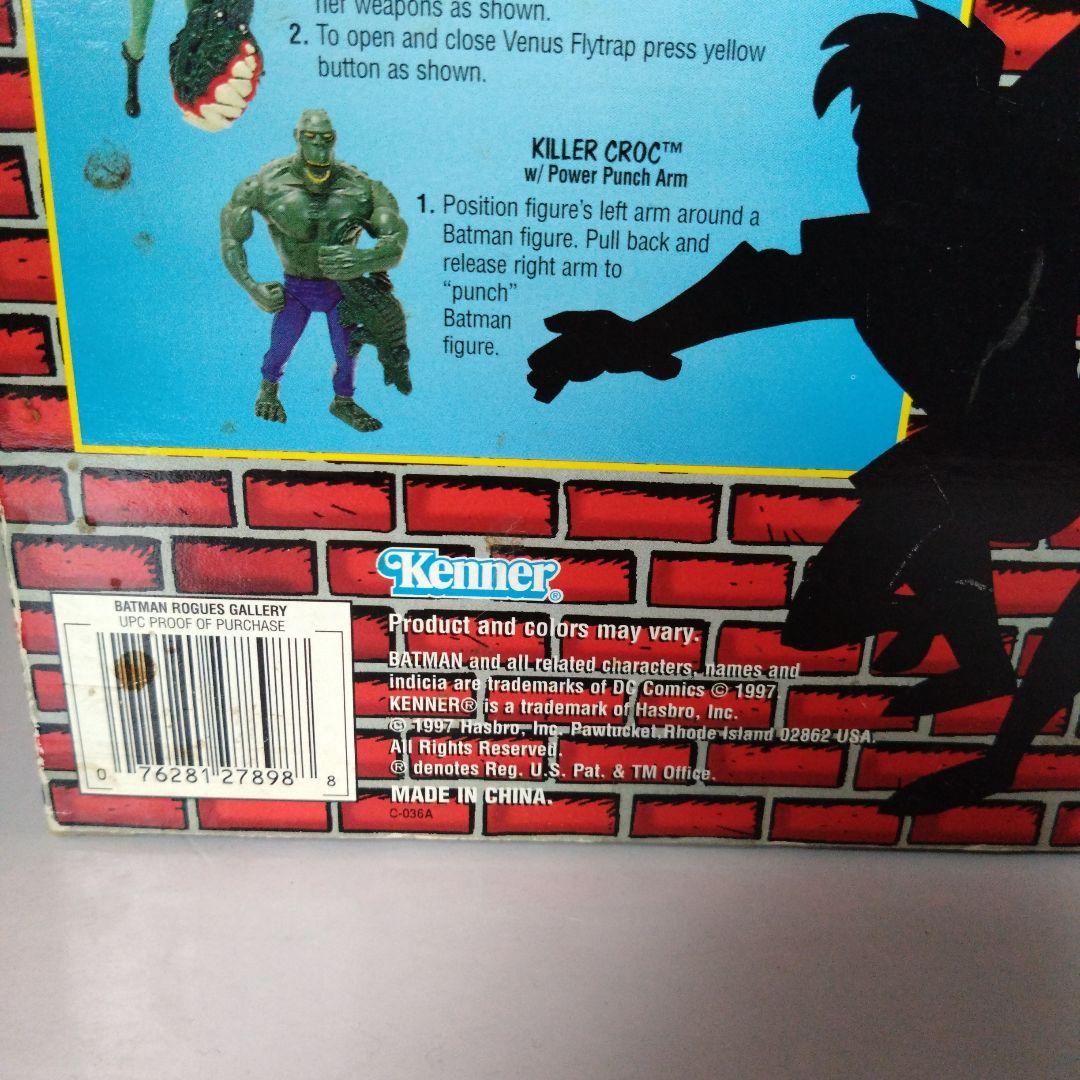 her weapons as shown.
2. To open and close Venus Flytrap press yellow
button as shown.
KILLER CROC™
w/ Power Punch Arm
1. Position figure's left arm around a
Batman figure. Pull back and
release right arm to
“punch”
Batman
figure.
Kenner®
BATMAN ROGUES GALLERY
UPC PROOF OF PURCHASE
0 76281 27898 8
Product and colors may vary.
BATMAN and all related characters, names and
indicia are trademarks of DC Comics © 1997.
KENNER® is a trademark of Hasbro, Inc.
© 1997 Hasbro, Inc. Pawtucket, Rhode Island 02862 USA.
All Rights Reserved.
® denotes Reg. U.S. Pat. & TM Office.
MADE IN CHINA.
C-036A